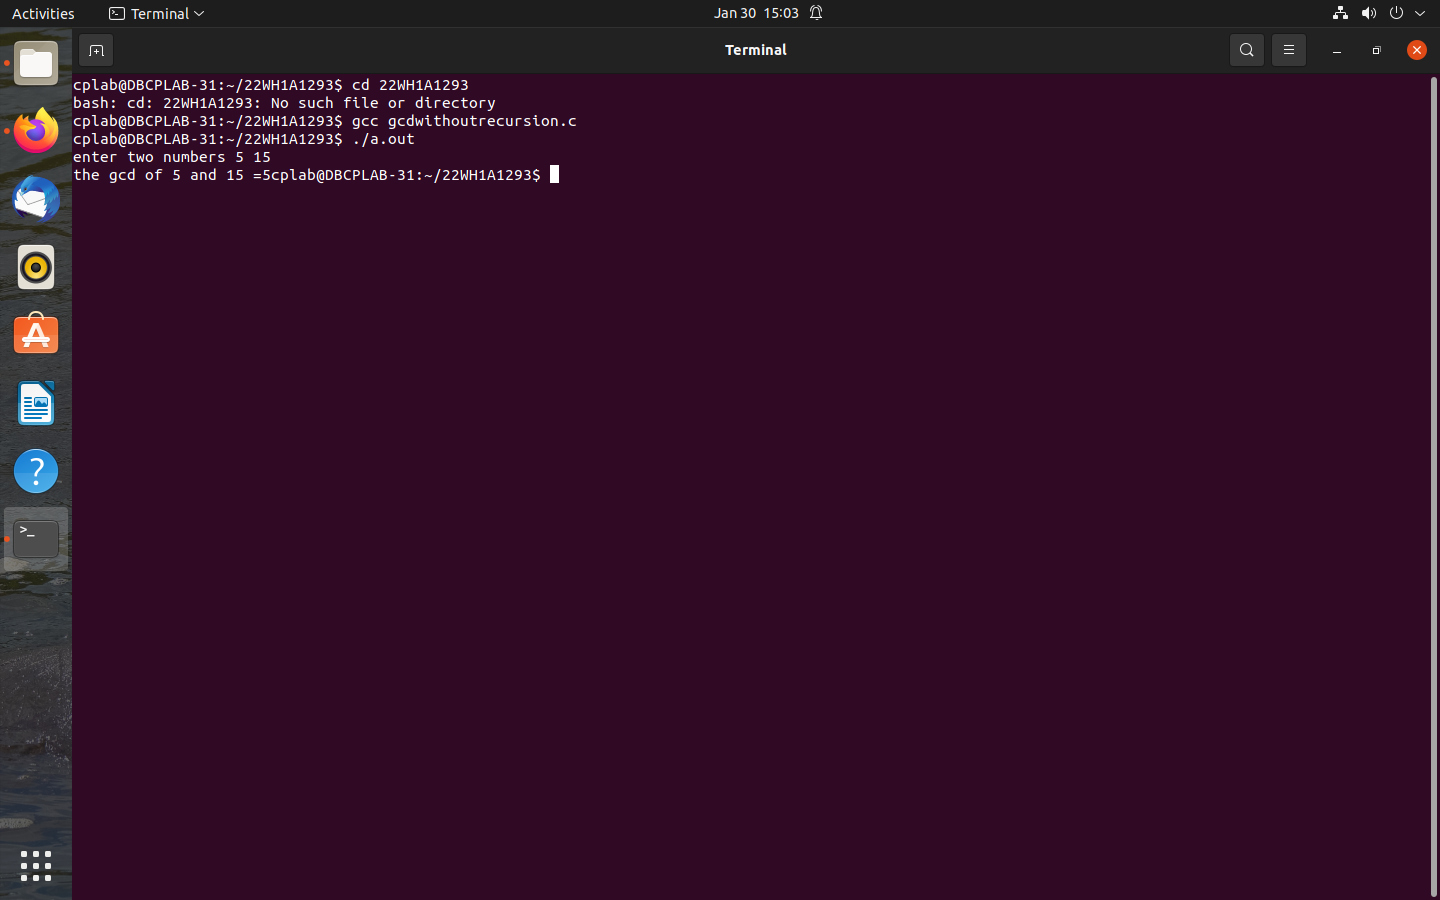 Activities
Terminal
Jan 30 15:03
Terminal
cplab@DBCPLAB-31:~/22WH1A1293$ cd 22WH1A1293
bash: cd: 22WH1A1293: No such file or directory
cplab@DBCPLAB-31:~/22WH1A1293$ gcc gcdwithoutrecursion.c
cplab@DBCPLAB-31:~/22WH1A1293$ ./a.out
enter two numbers 5 15
the gcd of 5 and 15 =5cplab@DBCPLAB-31:~/22WH1A1293$